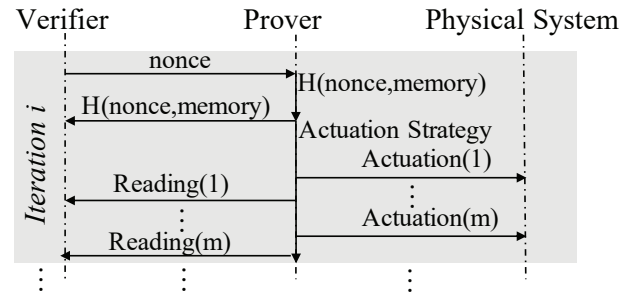 Verifier Prover Physical System
nonce
H(nonce,memory)
H(nonce,memory)
Actuation Strategy
Actuation(1)
Reading(1)
Actuation(m)
Reading(m)
Iteration i